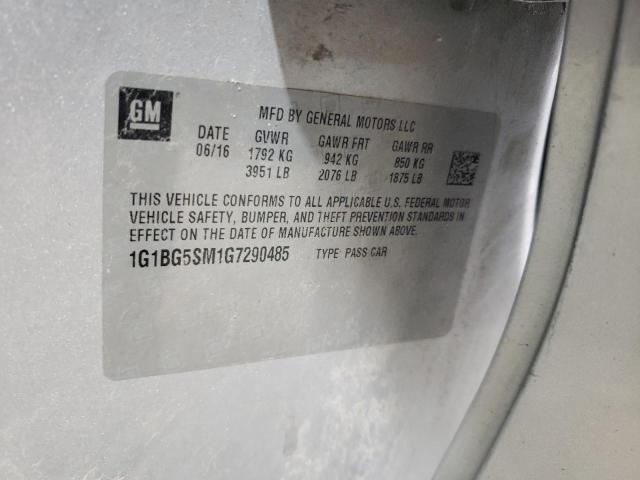 GM
MFD BY GENERAL MOTORS LLC
DATE GVWR GAWR FRT GAWR RR
06/16 1792 KG 942 KG 850 KG
3951 LB 2076 LB 1875 LB
THIS VEHICLE CONFORMS TO ALL APPLICABLE U.S. FEDERAL MOTOR
VEHICLE SAFETY, BUMPER, AND THEFT PREVENTION STANDARDS IN
EFFECT ON THE DATE OF MANUFACTURE SHOWN ABOVE.
1G1BG5SM1G7290485 TYPE: PASS CAR